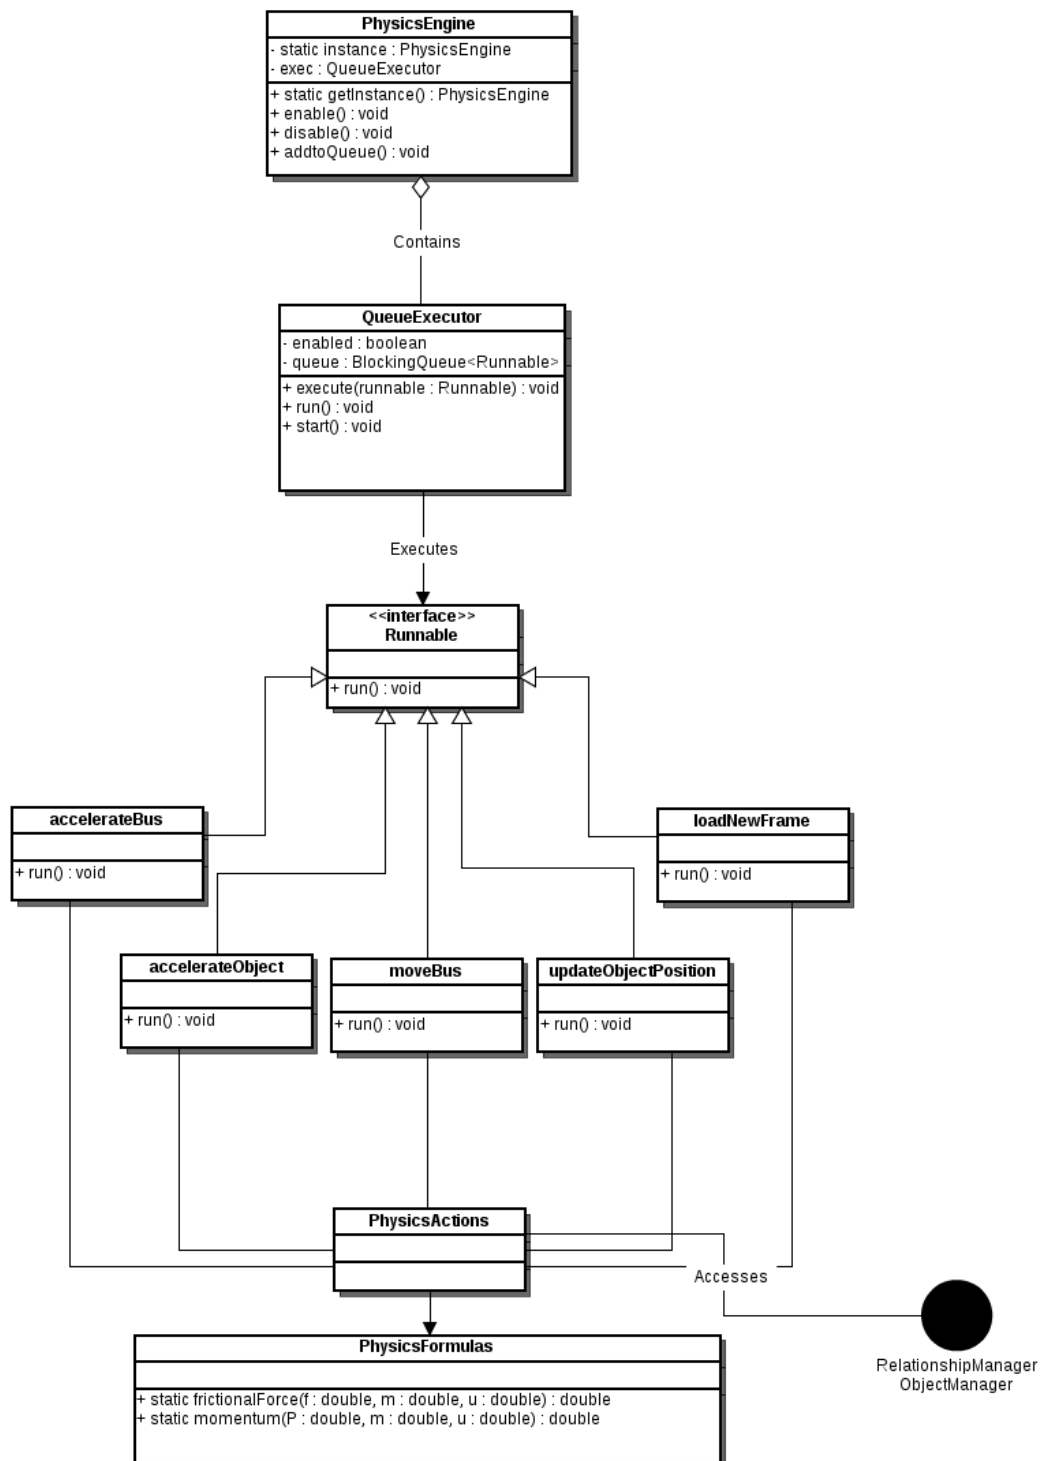 PhysicsEngine
- static instance : PhysicsEngine
- exec : QueueExecutor
+ static getInstance() : PhysicsEngine
+ enable() : void
+ disable() : void
+ addtoQueue() : void
Contains
QueueExecutor
- enabled : boolean
- queue : BlockingQueue<Runnable>
+ execute(runnable : Runnable) : void
+ run() : void
+ start() : void
Executes
<<interface>>
Runnable
+ run() : void
accelerateBus
+ run() : void
loadNewFrame
+ run() : void
accelerateObject
+ run() : void
moveBus
+ run() : void
updateObjectPosition
+ run() : void
PhysicsActions
Accesses
RelationshipManager
ObjectManager
PhysicsFormulas
+ static frictionalForce(f : double, m : double, u : double) : double
+ static momentum(P : double, m : double, u : double) : double